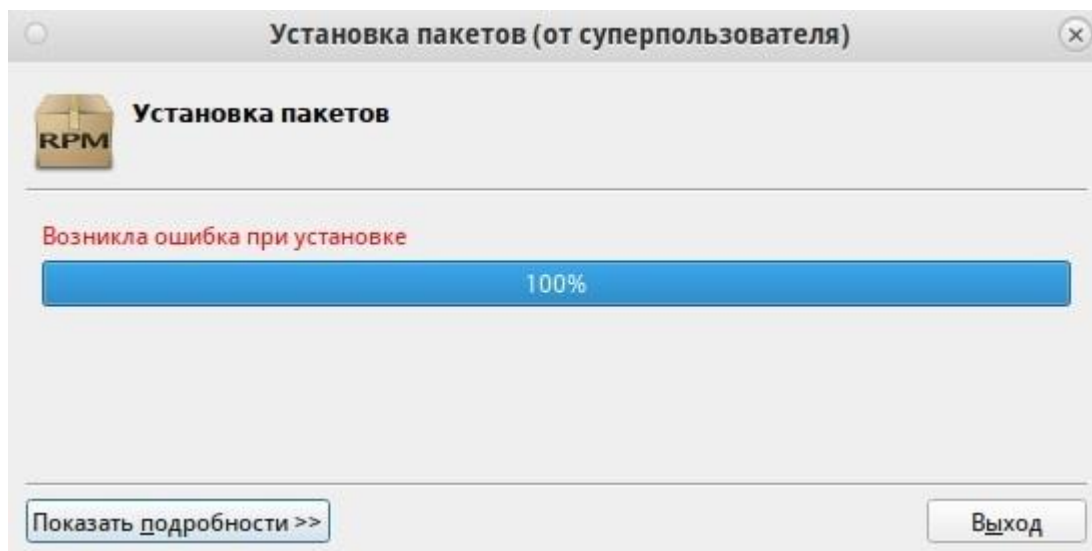 Установка пакетов (от суперпользователя)
RPM
Установка пакетов
Возникла ошибка при установке
100%
Показать подробности >>
Выход